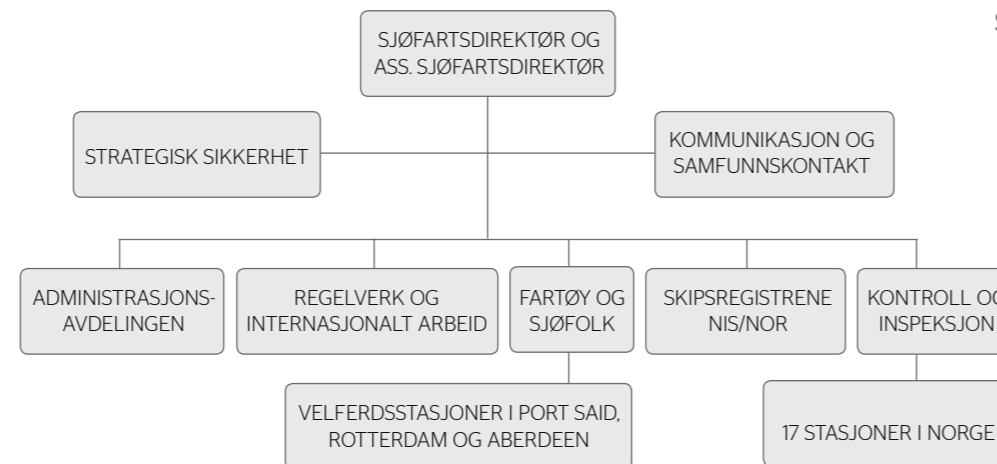 SJØFARTSDIREKTØR OG
ASS. SJØFARTSDIREKTØR
STRATEGISK SIKKERHET
KOMMUNIKASJON OG
SAMFUNNSKONTAKT
ADMINISTRASJONS-
AVDELINGEN
REGELVERK OG
INTERNASJONALT ARBEID
FARTØY OG
SJØFOLK
SKIPSREGISTRENE
NIS/NOR
KONTROLL OG
INSPEKSJON
VELFERDSSTASJONER I PORT SAID,
ROTTERDAM OG ABERDEEN
17 STASJONER I NORGE